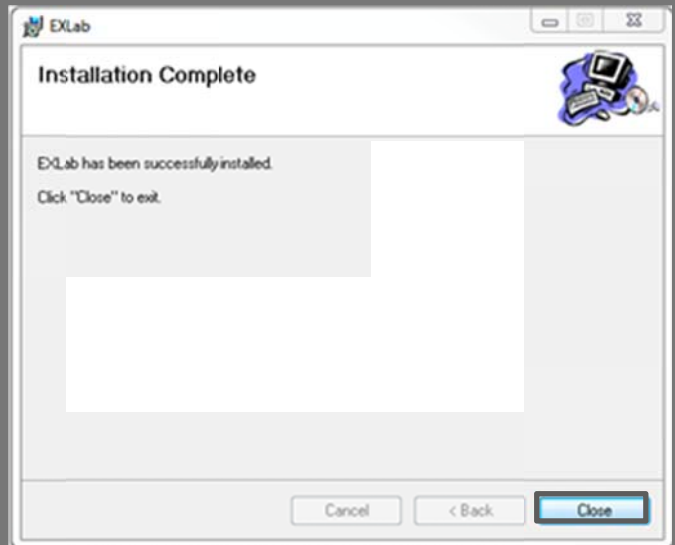 EXLab
Installation Complete
EXLab has been successfully installed.
Click "Close" to exit.
Cancel
< Back
Close